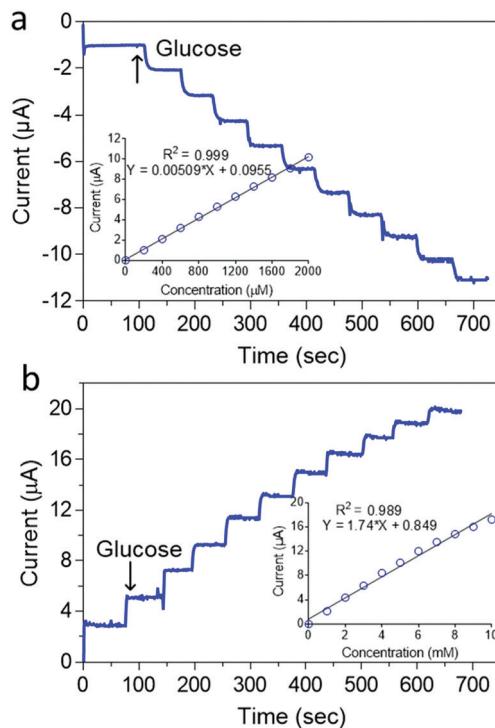 a
Glucose
Current (μA)
0
-2
-4
-6
-8
-10
-12
0 100 200 300 400 500 600 700
Time (sec)
R² = 0.999
Y = 0.00509*X + 0.0955
Current (μA)
10
8
6
4
2
0
0 400 800 1200 1600 2000
Concentration (μM)
b
Glucose
Current (μA)
20
16
12
8
4
0
0 100 200 300 400 500 600 700
Time (sec)
R² = 0.989
Y = 1.74*X + 0.849
Current (μA)
20
16
12
8
4
0
0 2 4 6 8 10
Concentration (mM)